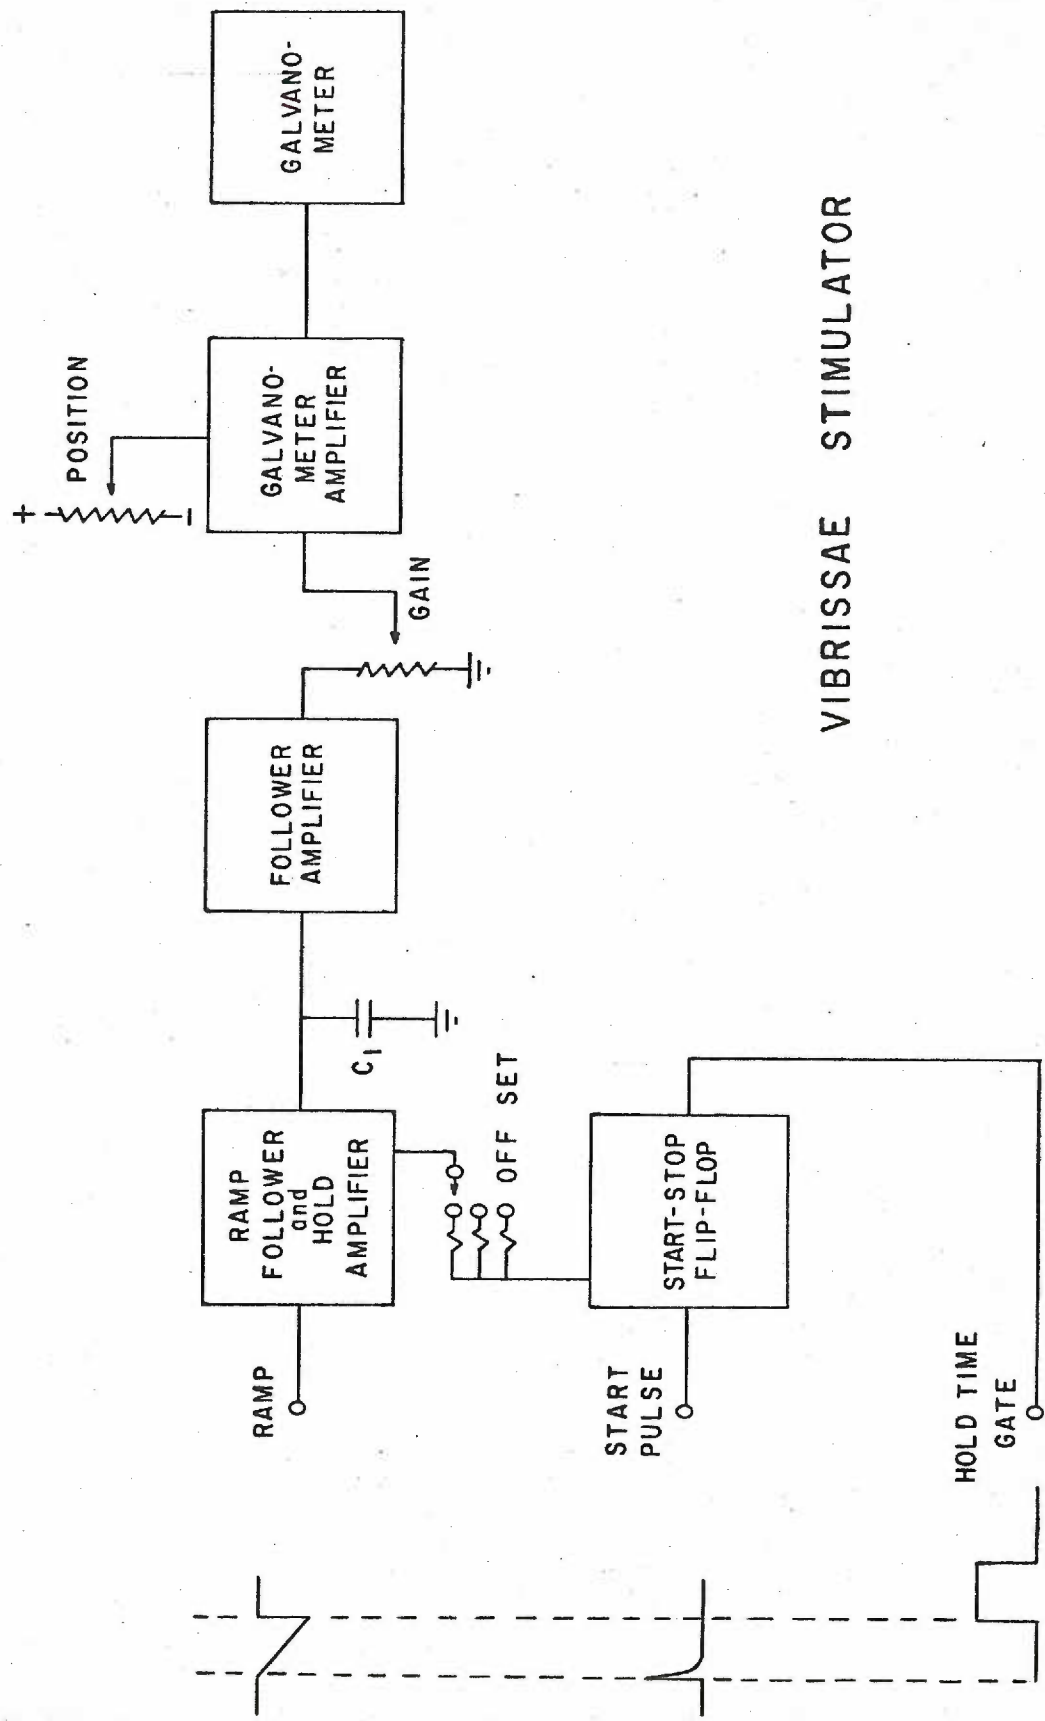 RAMP
RAMP
FOLLOWER
and
HOLD
AMPLIFIER
C1
FOLLOWER
AMPLIFIER
GAIN
+
POSITION
−
GALVANO-
METER
AMPLIFIER
GALVANO-
METER
OFF SET
START
PULSE
START-STOP
FLIP-FLOP
HOLD TIME
GATE
VIBRISSAE STIMULATOR